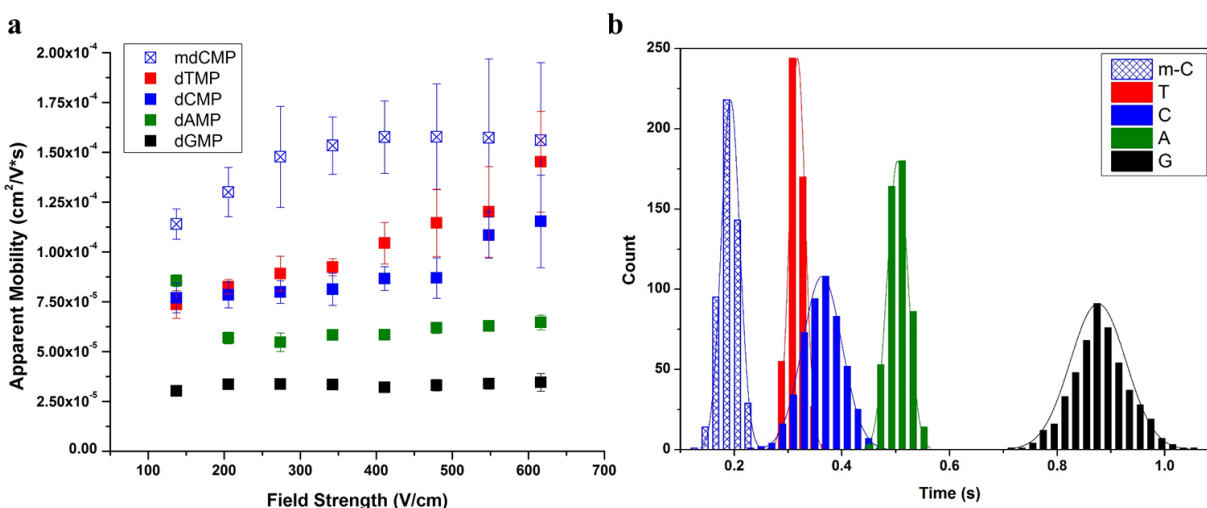 a
Apparent Mobility (cm²/V*s)
2.00x10⁻⁴
1.75x10⁻⁴
1.50x10⁻⁴
1.25x10⁻⁴
1.00x10⁻⁴
7.50x10⁻⁵
5.00x10⁻⁵
2.50x10⁻⁵
0.00
mdCMP
dTMP
dCMP
dAMP
dGMP
100 200 300 400 500 600 700
Field Strength (V/cm)
b
Count
250
200
150
100
50
0
m-C
T
C
A
G
0.2 0.4 0.6 0.8 1.0
Time (s)